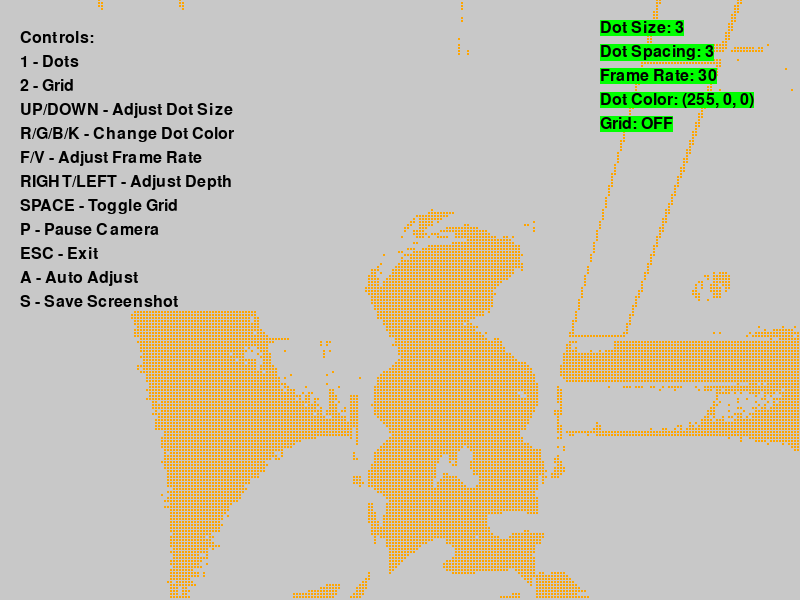 Controls:
1 - Dots
2 - Grid
UP/DOWN - Adjust Dot Size
R/G/B/K - Change Dot Color
F/V - Adjust Frame Rate
RIGHT/LEFT - Adjust Depth
SPACE - Toggle Grid
P - Pause Camera
ESC - Exit
A - Auto Adjust
S - Save Screenshot
Dot Size: 3
Dot Spacing: 3
Frame Rate: 30
Dot Color: (255, 0, 0)
Grid: OFF